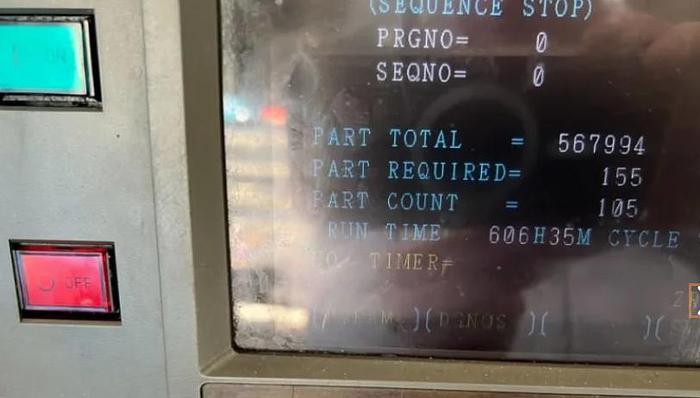 (SEQUENCE STOP)
PRGNO= 0
SEQNO= 0
PART TOTAL = 567994
PART REQUIRED= 155
PART COUNT = 105
RUN TIME 606H35M CYCLE
TIMER=
)( DGNOS )( )(
OFF